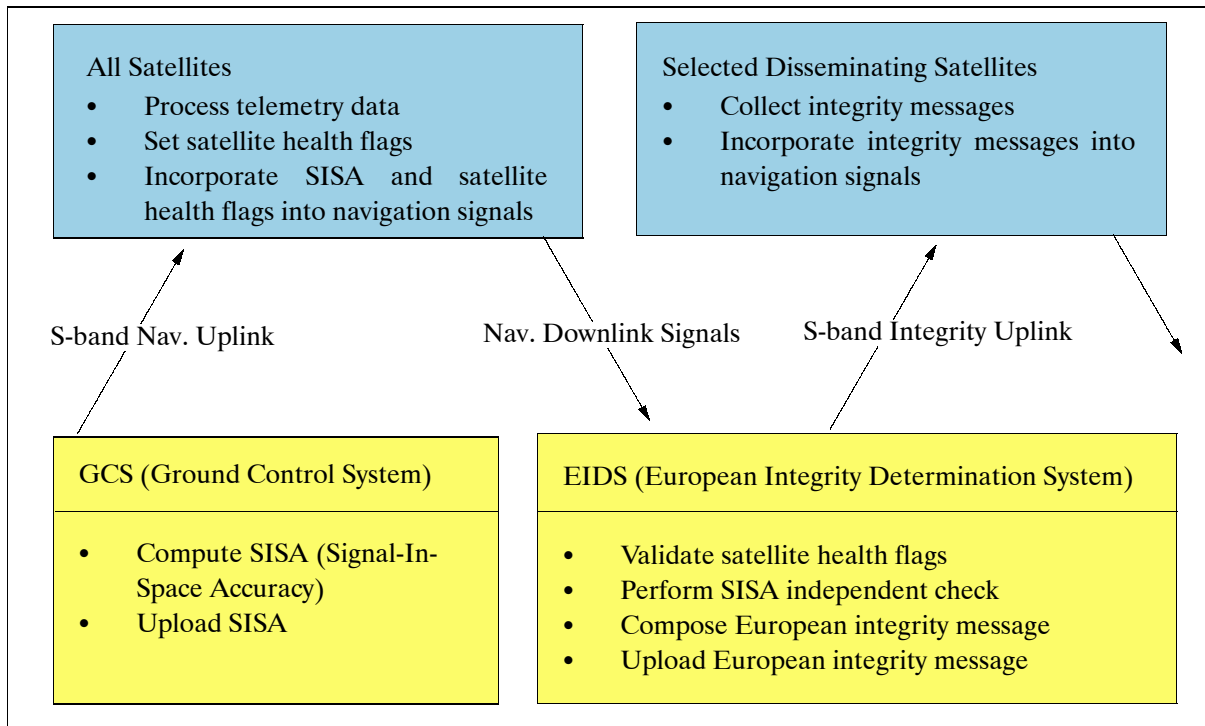 All Satellites
• Process telemetry data
• Set satellite health flags
• Incorporate SISA and satellite
health flags into navigation signals
Selected Disseminating Satellites
• Collect integrity messages
• Incorporate integrity messages into
navigation signals
S-band Nav. Uplink
Nav. Downlink Signals
S-band Integrity Uplink
GCS (Ground Control System)
• Compute SISA (Signal-In-
Space Accuracy)
• Upload SISA
EIDS (European Integrity Determination System)
• Validate satellite health flags
• Perform SISA independent check
• Compose European integrity message
• Upload European integrity message